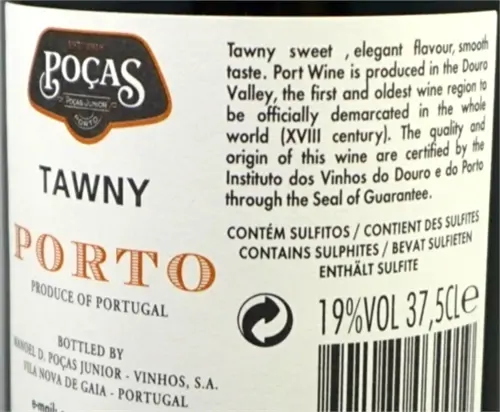 EST. 1918
POÇAS
POÇAS JUNIOR
PORTO
TAWNY
PORTO
PRODUCE OF PORTUGAL
BOTTLED BY
MANOEL D. POÇAS JUNIOR - VINHOS, S.A.
VILA NOVA DE GAIA - PORTUGAL
e-mail:
Tawny sweet , elegant flavour, smooth
taste. Port Wine is produced in the Douro
Valley, the first and oldest wine region to
be officially demarcated in the whole
world (XVIII century). The quality and
origin of this wine are certified by the
Instituto dos Vinhos do Douro e do Porto
through the Seal of Guarantee.
CONTÉM SULFITOS / CONTIENT DES SULFITES
CONTAINS SULPHITES / BEVAT SULFIETEN
ENTHÄLT SULFITE
19%VOL 37,5CLe